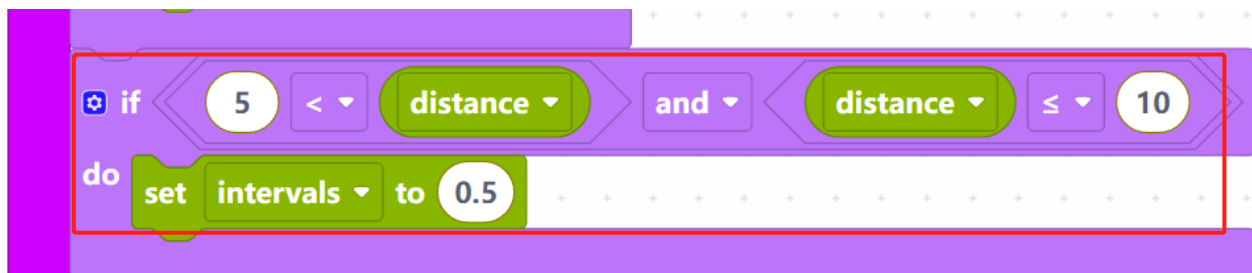 if 5 < distance and distance ≤ 10
do set intervals to 0.5